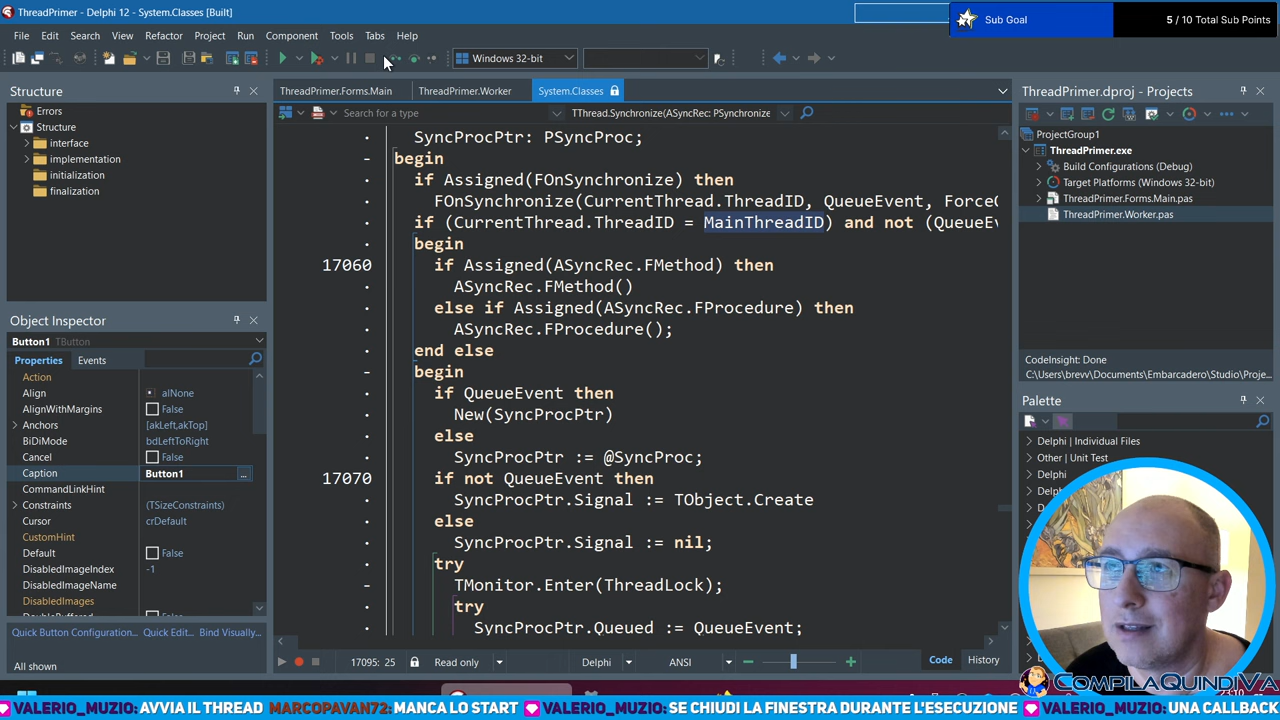 ThreadPrimer - Delphi 12 - System.Classes [Built]
Sub Goal
5 / 10 Total Sub Points
File Edit Search View Refactor Project Run Component Tools Tabs Help
Windows 32-bit
Structure
Errors
Structure
interface
implementation
initialization
finalization
ThreadPrimer.Forms.Main
ThreadPrimer.Worker
System.Classes
Search for a type
TThread.Synchronize(ASyncRec: PSynchronize
SyncProcPtr: PSyncProc;
begin
if Assigned(FOnSynchronize) then
FOnSynchronize(CurrentThread.ThreadID, QueueEvent, Force
if (CurrentThread.ThreadID = MainThreadID) and not (QueueEv
begin
17060 if Assigned(ASyncRec.FMethod) then
ASyncRec.FMethod()
else if Assigned(ASyncRec.FProcedure) then
ASyncRec.FProcedure();
end else
begin
if QueueEvent then
New(SyncProcPtr)
else
SyncProcPtr := @SyncProc;
17070 if not QueueEvent then
SyncProcPtr.Signal := TObject.Create
else
SyncProcPtr.Signal := nil;
try
TMonitor.Enter(ThreadLock);
try
SyncProcPtr.Queued := QueueEvent;
17095: 25
Read only
Delphi
ANSI
Code
History
Object Inspector
Button1 TButton
Properties Events
Action
Align alNone
AlignWithMargins False
Anchors [akLeft,akTop]
BiDiMode bdLeftToRight
Cancel False
Caption Button1 ...
CommandLinkHint
Constraints (TSizeConstraints)
Cursor crDefault
CustomHint
Default False
DisabledImageIndex -1
DisabledImageName
DisabledImages
Quick Button Configuration... Quick Edit... Bind Visually...
All shown
ThreadPrimer.dproj - Projects
ProjectGroup1
ThreadPrimer.exe
Build Configurations (Debug)
Target Platforms (Windows 32-bit)
ThreadPrimer.Forms.Main.pas
ThreadPrimer.Worker.pas
CodeInsight: Done
C:\Users\brevv\Documents\Embarcadero\Studio\Proje...
Palette
Delphi | Individual Files
Other | Unit Test
Delphi
COMPILAQUINDIVA
VALERIO_MUZIO: AVVIA IL THREAD MARCOPAVAN72: MANCA LO START VALERIO_MUZIO: SE CHIUDI LA FINESTRA DURANTE L'ESECUZIONE VALERIO_MUZIO: UNA CALLBACK